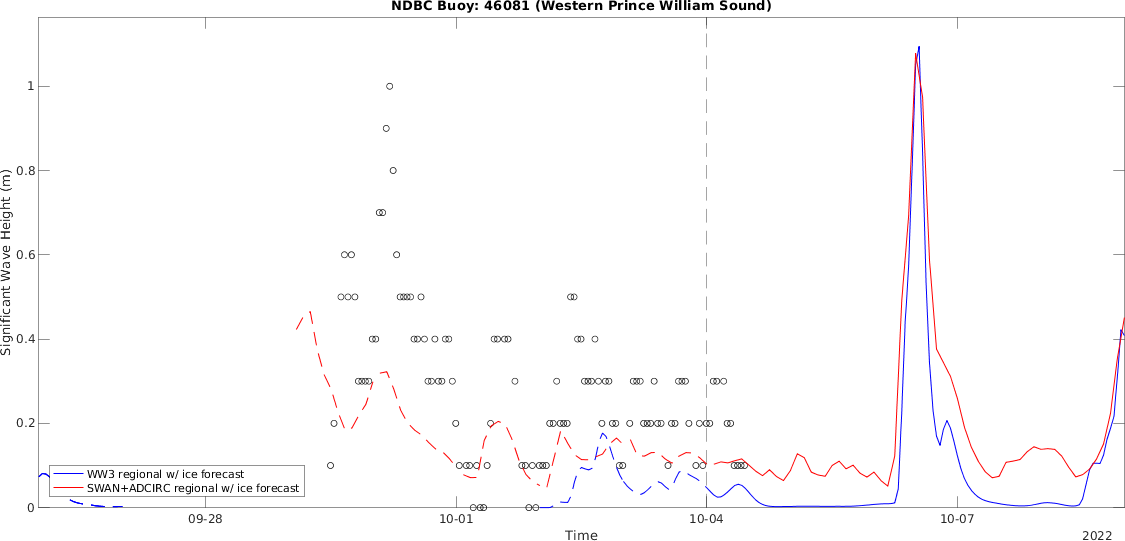 NDBC Buoy: 46081 (Western Prince William Sound)
Significant Wave Height (m)
1
0.8
0.6
0.4
0.2
0
WW3 regional w/ ice forecast
SWAN+ADCIRC regional w/ ice forecast
09-28
10-01
10-04
10-07
Time
2022